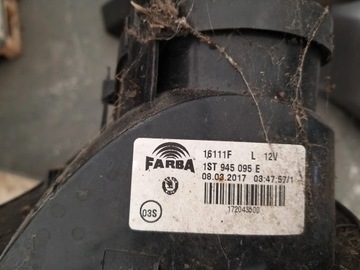 FARBA
16111F L 12V
1ST 945 095 E
08.03.2017 03:47:57/1
03S
172043500